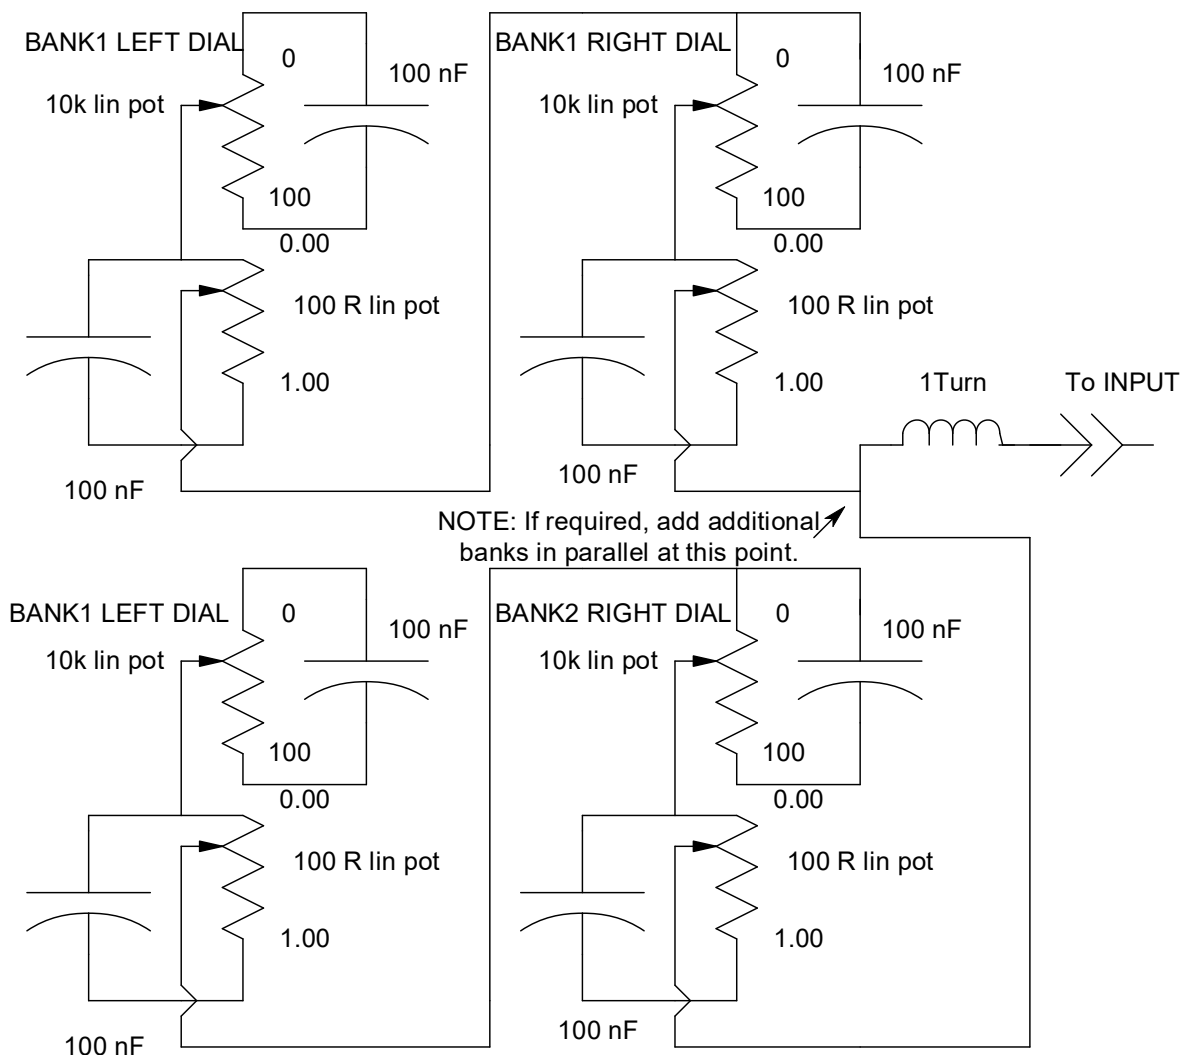 BANK1 LEFT DIAL
0
100 nF
10k lin pot
100
0.00
100 R lin pot
1.00
100 nF
BANK1 RIGHT DIAL
0
100 nF
10k lin pot
100
0.00
100 R lin pot
1.00
100 nF
1Turn
To INPUT
NOTE: If required, add additional
banks in parallel at this point.
BANK1 LEFT DIAL
0
100 nF
10k lin pot
100
0.00
100 R lin pot
1.00
100 nF
BANK2 RIGHT DIAL
0
100 nF
10k lin pot
100
0.00
100 R lin pot
1.00
100 nF